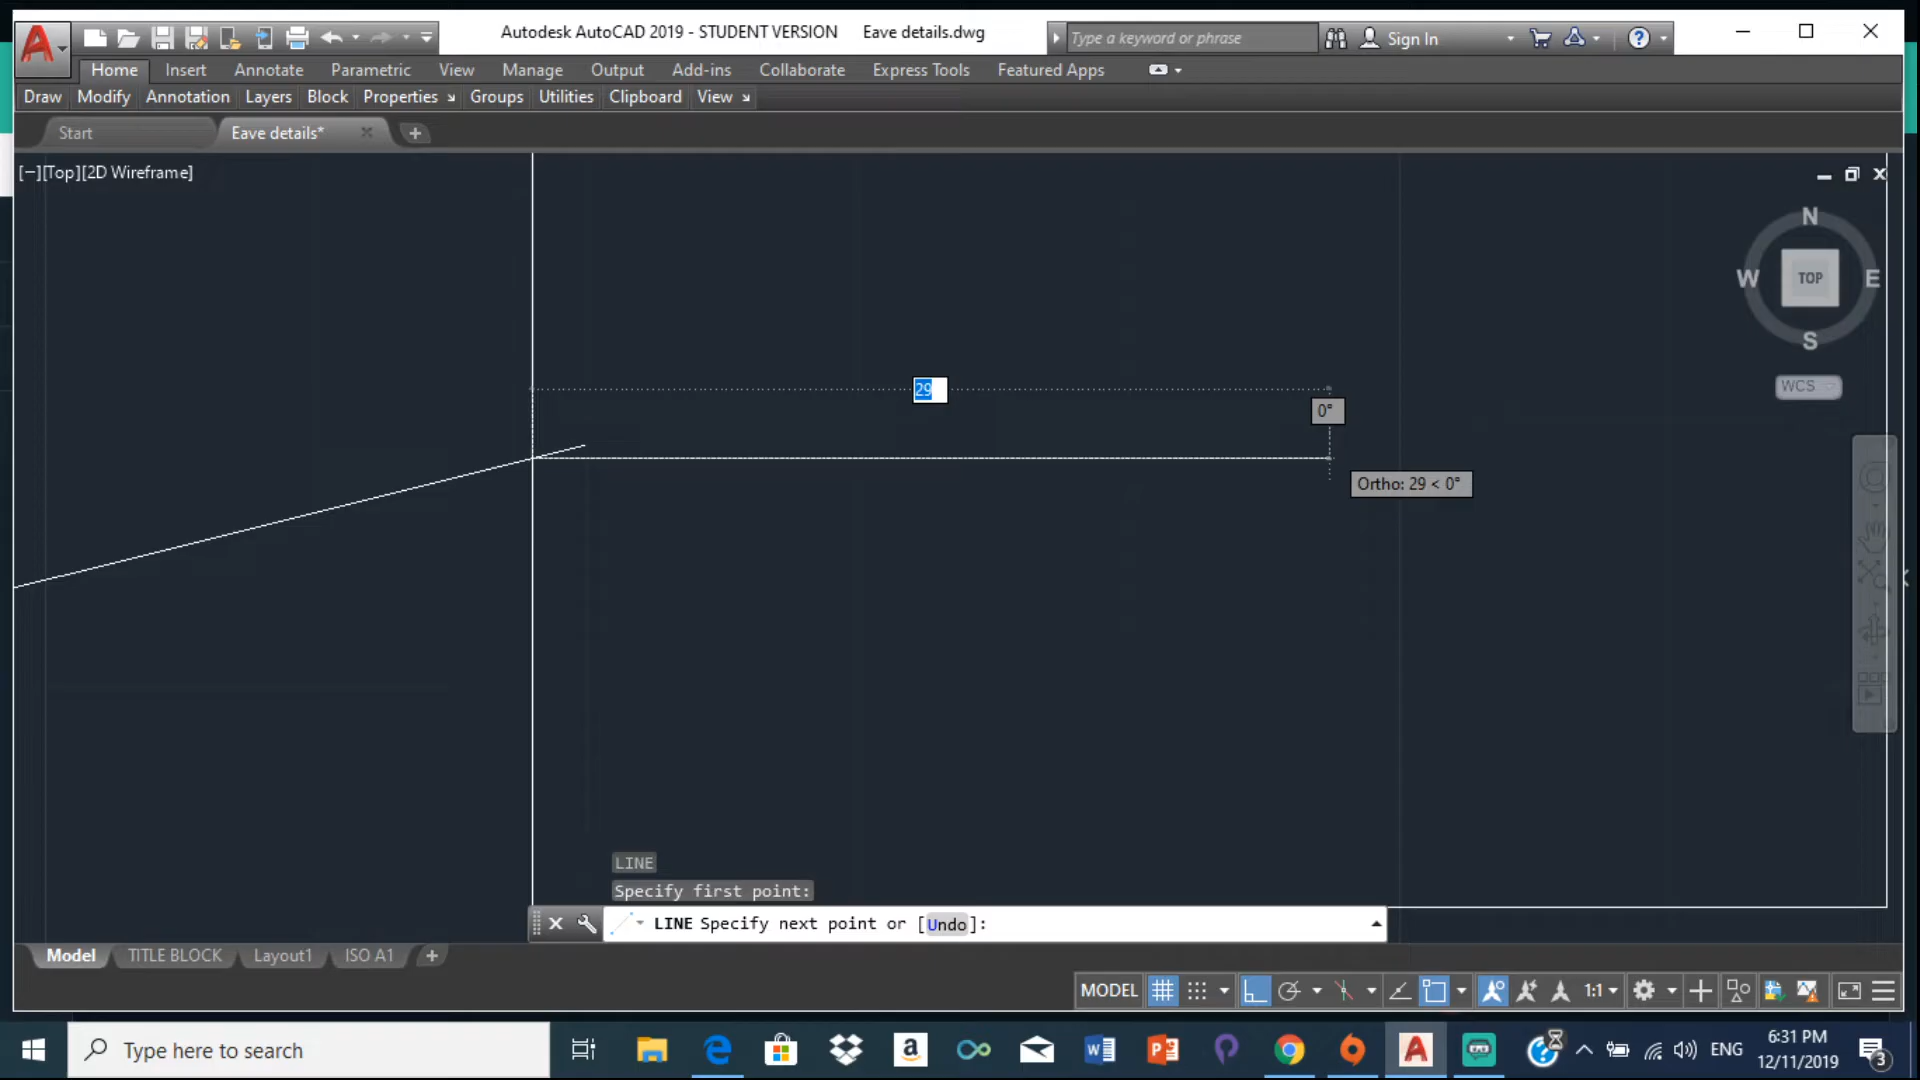 Autodesk AutoCAD 2019 - STUDENT VERSION Eave details.dwg
Type a keyword or phrase
Sign In
Home Insert Annotate Parametric View Manage Output Add-ins Collaborate Express Tools Featured Apps
Draw Modify Annotation Layers Block Properties Groups Utilities Clipboard View
Start Eave details*
[−][Top][2D Wireframe]
N
W TOP E
S
WCS
29
0°
Ortho: 29 < 0°
LINE
Specify first point:
LINE Specify next point or [Undo]:
Model TITLE BLOCK Layout1 ISO A1
MODEL 1:1
Type here to search
ENG
6:31 PM
12/11/2019
3